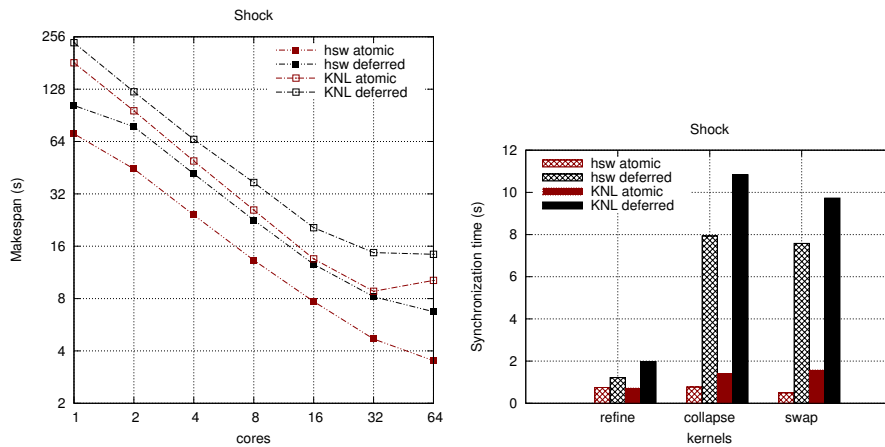 Shock
256
128
64
32
16
8
4
2
Makespan (s)
hsw atomic
hsw deferred
KNL atomic
KNL deferred
1 2 4 8 16 32 64
cores
Shock
12
10
8
6
4
2
0
Synchronization time (s)
hsw atomic
hsw deferred
KNL atomic
KNL deferred
refine collapse swap
kernels